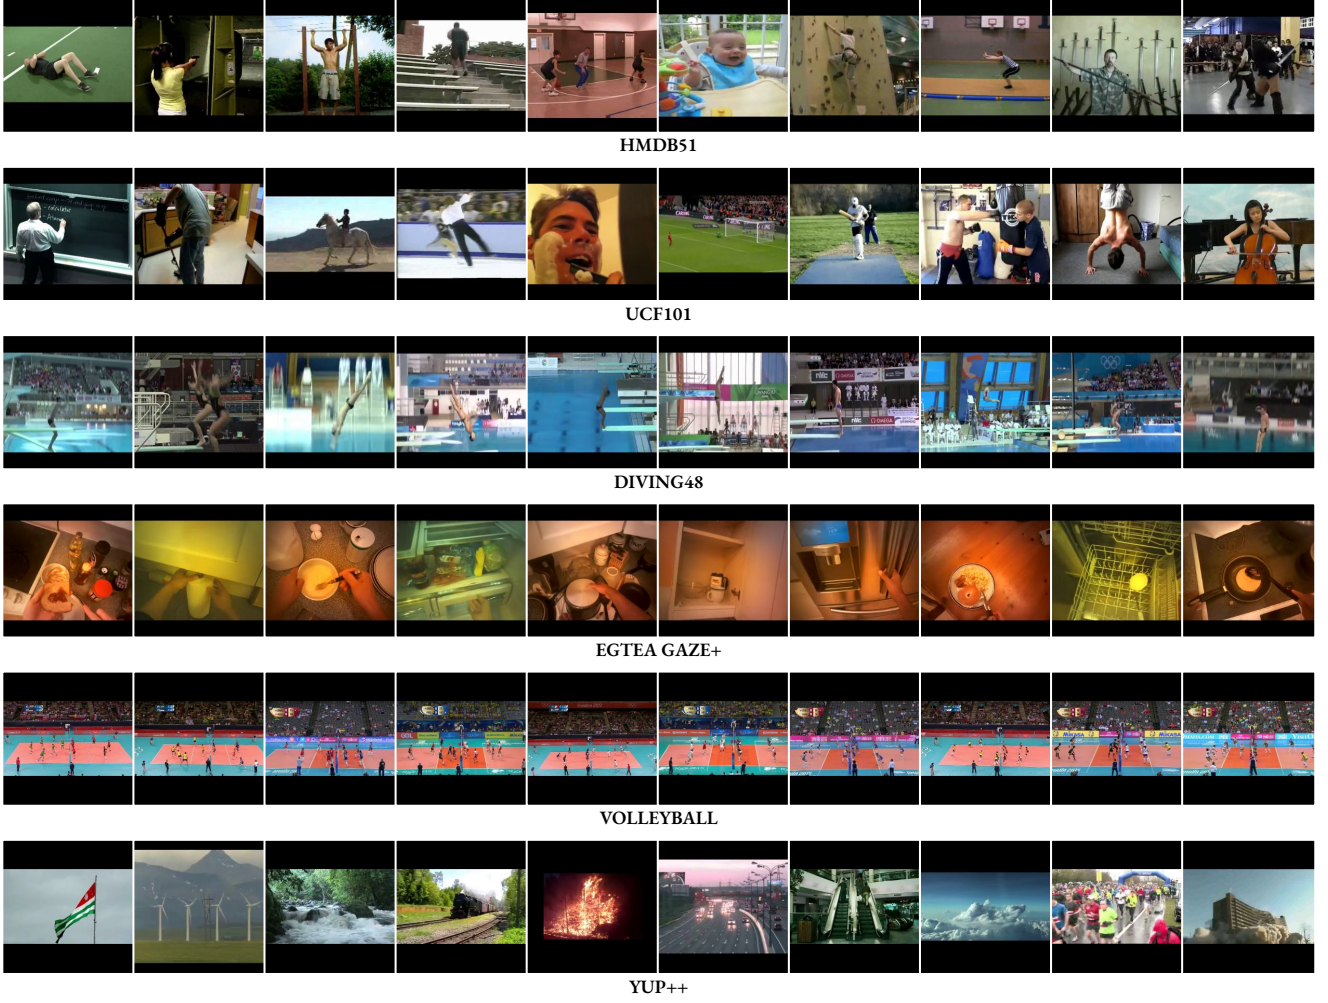 HMDB51
UCF101
DIVING48
EGTEA GAZE+
VOLLEYBALL
YUP++